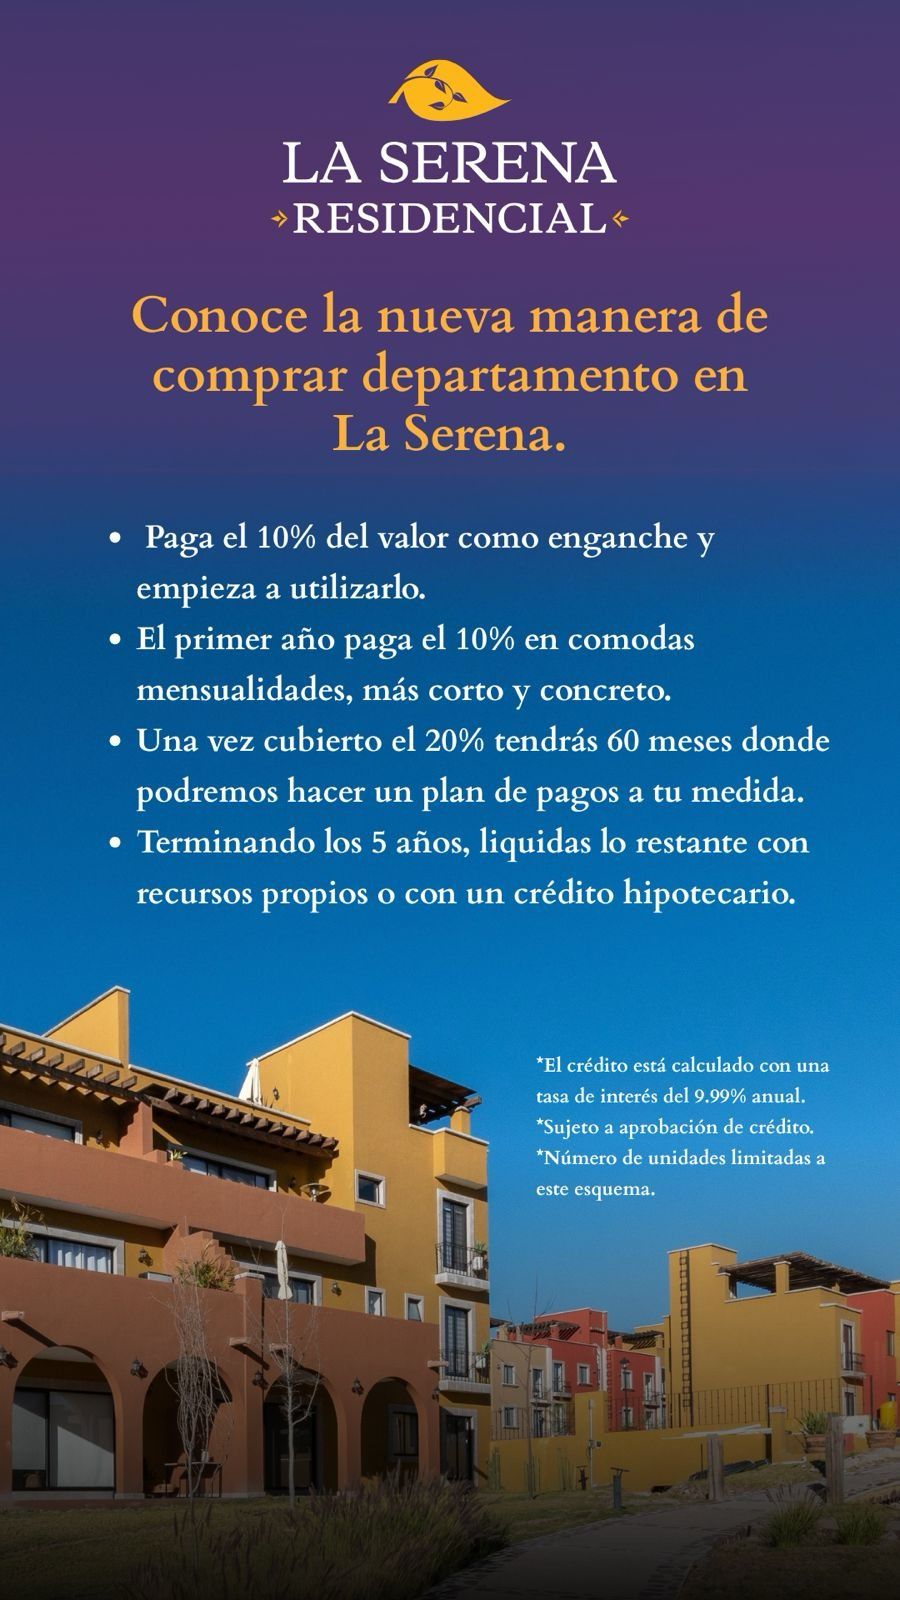 LA SERENA
RESIDENCIAL
Conoce la nueva manera de
comprar departamento en
La Serena.
• Paga el 10% del valor como enganche y
empieza a utilizarlo.
• El primer año paga el 10% en comodas
mensualidades, más corto y concreto.
• Una vez cubierto el 20% tendrás 60 meses donde
podremos hacer un plan de pagos a tu medida.
• Terminando los 5 años, liquidas lo restante con
recursos propios o con un crédito hipotecario.
*El crédito está calculado con una
tasa de interés del 9.99% anual.
*Sujeto a aprobación de crédito.
*Número de unidades limitadas a
este esquema.